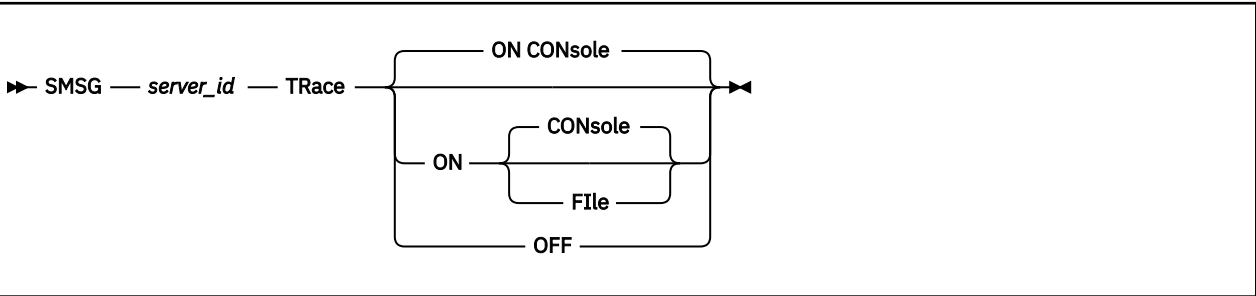 ON CONsole
SMSG server_id TRace
CONsole
ON
FIle
OFF